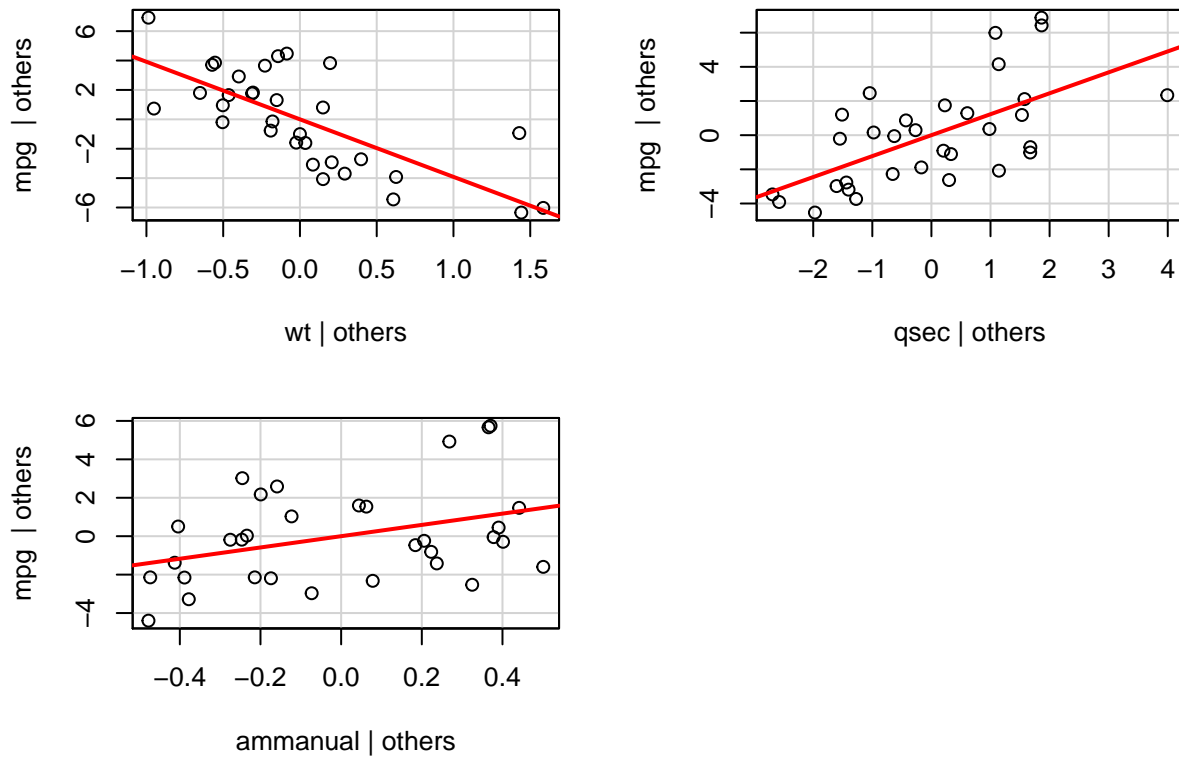 6
2
−2
−6
mpg | others
−1.0 −0.5 0.0 0.5 1.0 1.5
wt | others
4
0
−4
mpg | others
−2 −1 0 1 2 3 4
qsec | others
6
4
2
0
−4
mpg | others
−0.4 −0.2 0.0 0.2 0.4
ammanual | others